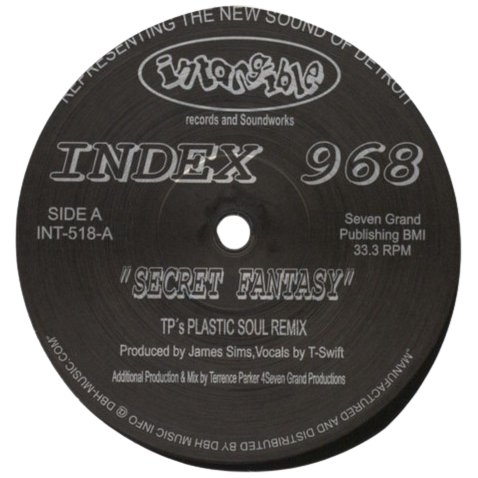 REPRESENTING THE NEW SOUND OF DETROIT
intangible
records and Soundworks
INDEX 968
SIDE A
INT-518-A
Seven Grand
Publishing BMI
33.3 RPM
"SECRET FANTASY"
TP´s PLASTIC SOUL REMIX
Produced by James Sims,Vocals by T-Swift
Additional Production & Mix by Terrence Parker 4Seven Grand Productions
MANUFACTURED AND DISTRIBUTED BY DBH MUSIC INFO @ DBH-MUSIC.COM"